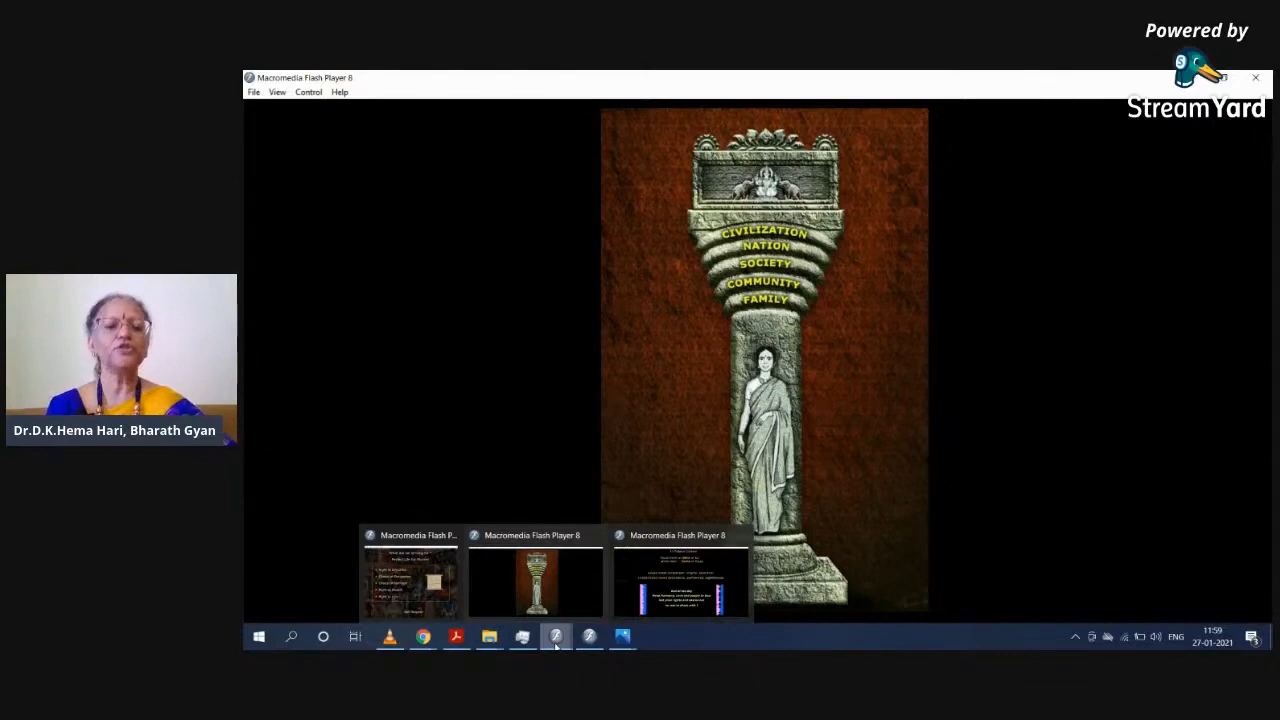 Powered by
StreamYard
Macromedia Flash Player 8
File View Control Help
CIVILIZATION
NATION
SOCIETY
COMMUNITY
FAMILY
Dr.D.K.Hema Hari, Bharath Gyan
Macromedia Flash P...
Macromedia Flash Player 8
Macromedia Flash Player 8
ENG
11:59
27-01-2021